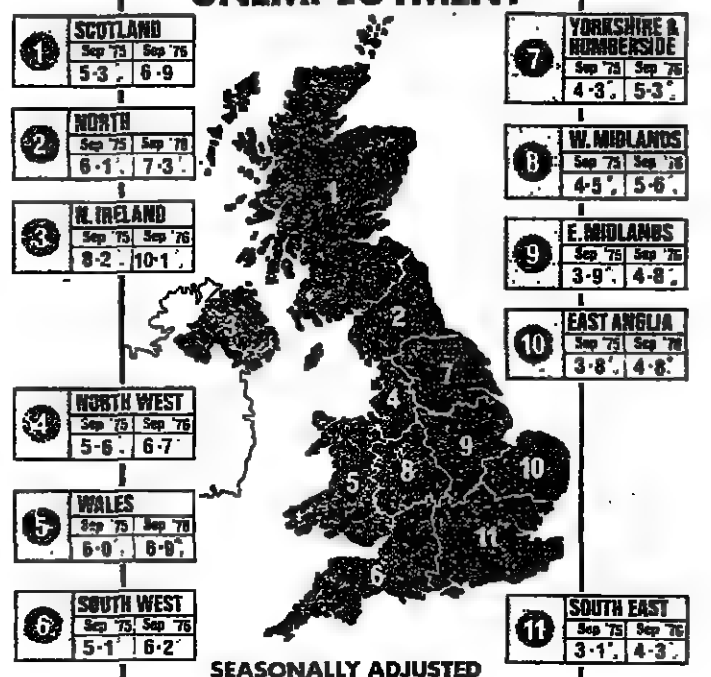 UNEMPLOYMENT
1
SCOTLAND
Sep '75 Sep '76
5·3 6·9
2
NORTH
Sep '75 Sep '76
6·1 7·3
3
N. IRELAND
Sep '75 Sep '76
8·2 10·1
4
NORTH WEST
Sep '75 Sep '76
5·6 6·7
5
WALES
Sep '75 Sep '76
6·0
6
SOUTH WEST
Sep '75 Sep '76
5·1 6·2
1
2
3
7
4
9
10
8
5
11
6
7
YORKSHIRE &
HUMBERSIDE
Sep '75 Sep '76
4·3 5·3
8
W. MIDLANDS
Sep '75 Sep '76
4·5 5·6
9
E. MIDLANDS
Sep '75 Sep '76
3·9 4·8
10
EAST ANGLIA
Sep '75 Sep '76
3·8 4·8
11
SOUTH EAST
Sep '75 Sep '76
3·1 4·3
SEASONALLY ADJUSTED